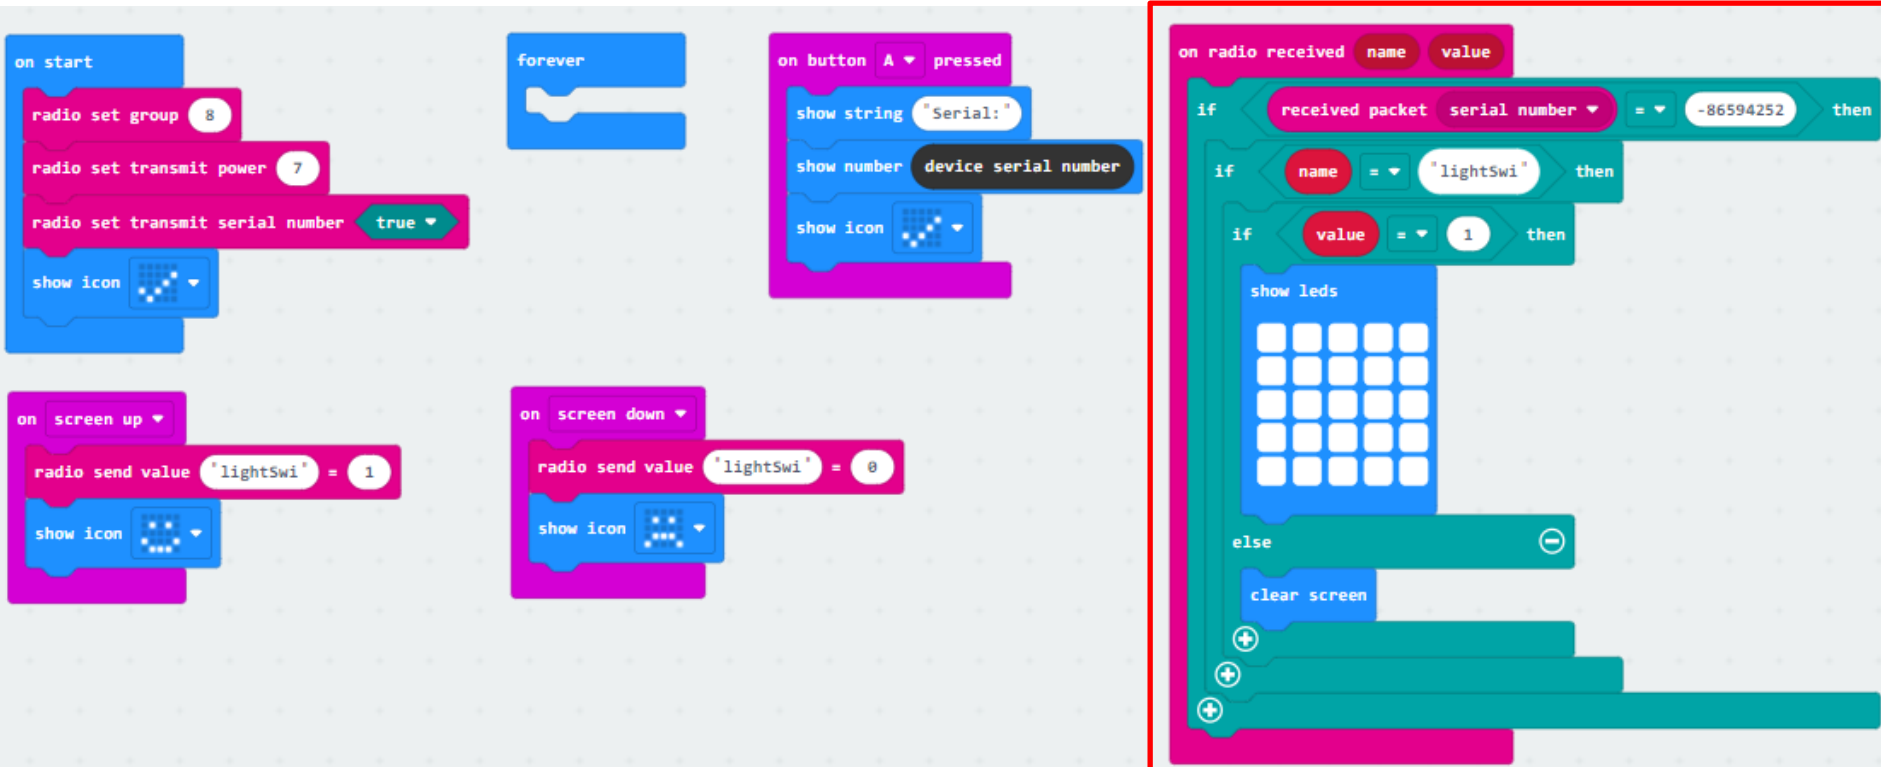 on start
radio set group 8
radio set transmit power 7
radio set transmit serial number true
show icon
forever
on button A pressed
show string "Serial:"
show number device serial number
show icon
on screen up
radio send value "lightSwi" = 1
show icon
on screen down
radio send value "lightSwi" = 0
show icon
on radio received name value
if received packet serial number = -86594252 then
if name = "lightSwi" then
if value = 1 then
show leds
else
clear screen